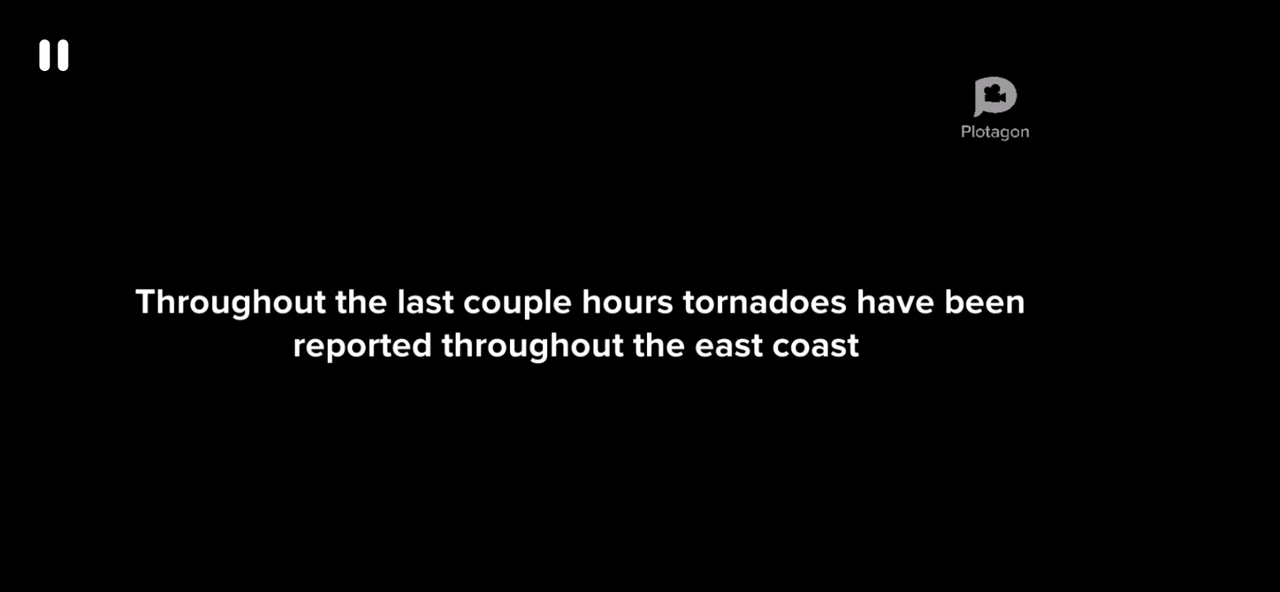 Plotagon
Throughout the last couple hours tornadoes have been
reported throughout the east coast